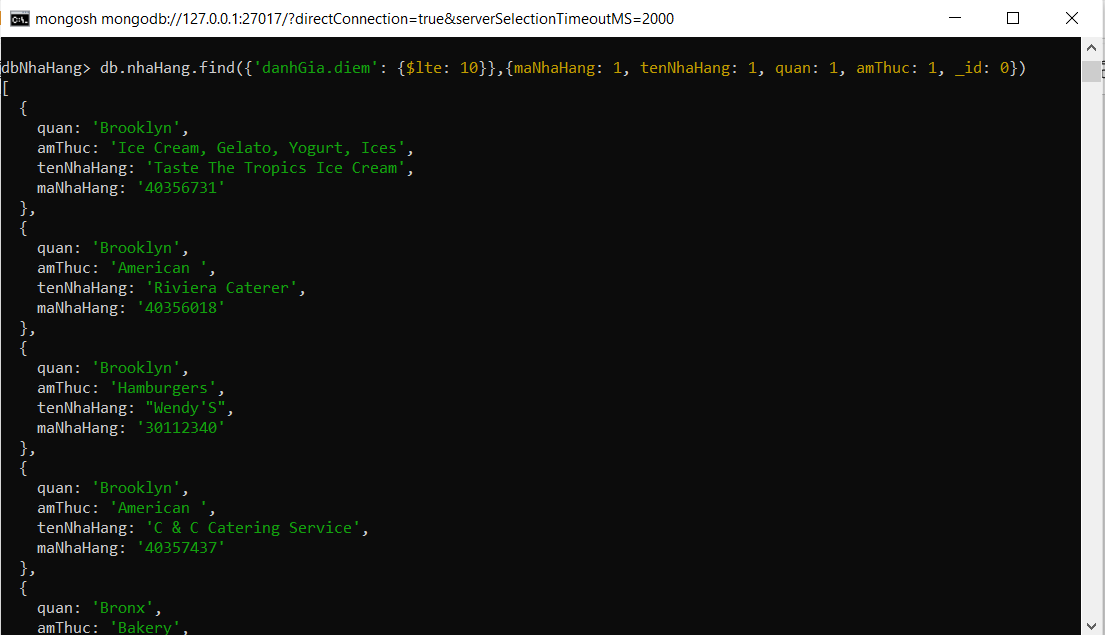 mongosh mongodb://127.0.0.1:27017/?directConnection=true&serverSelectionTimeoutMS=2000
dbNhaHang> db.nhaHang.find({'danhGia.diem': {$lte: 10}},{maNhaHang: 1, tenNhaHang: 1, quan: 1, amThuc: 1, _id: 0})
[
  {
    quan: 'Brooklyn',
    amThuc: 'Ice Cream, Gelato, Yogurt, Ices',
    tenNhaHang: 'Taste The Tropics Ice Cream',
    maNhaHang: '40356731'
  },
  {
    quan: 'Brooklyn',
    amThuc: 'American ',
    tenNhaHang: 'Riviera Caterer',
    maNhaHang: '40356018'
  },
  {
    quan: 'Brooklyn',
    amThuc: 'Hamburgers',
    tenNhaHang: "Wendy'S",
    maNhaHang: '30112340'
  },
  {
    quan: 'Brooklyn',
    amThuc: 'American ',
    tenNhaHang: 'C & C Catering Service',
    maNhaHang: '40357437'
  },
  {
    quan: 'Bronx',
    amThuc: 'Bakery',